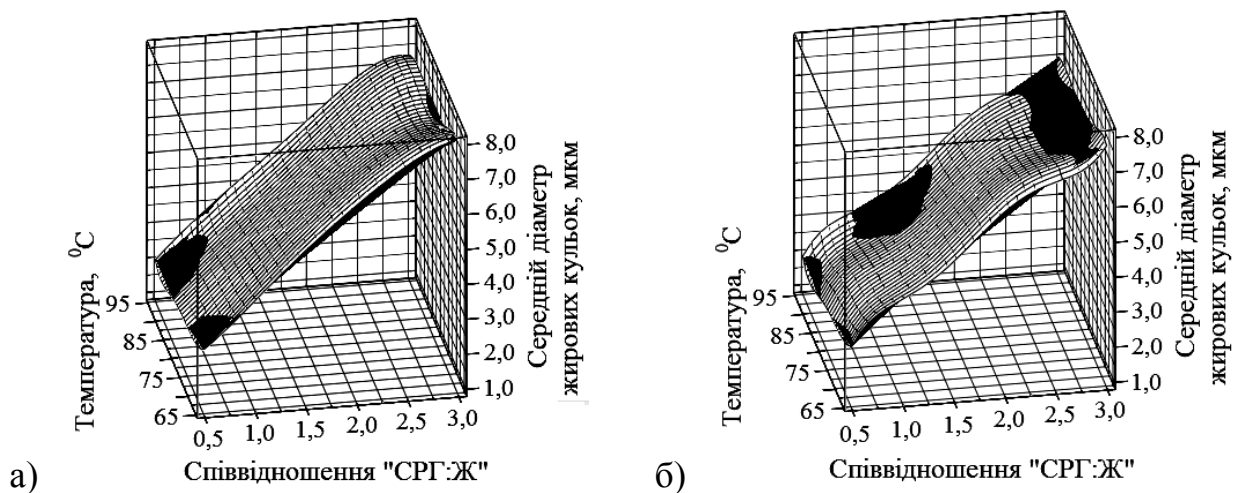 Температура, ⁰С
95
85
75
65
0,5 1,0 1,5 2,0 2,5 3,0
Співвідношення "СРГ:Ж"
8,0
7,0
6,0
5,0
4,0
3,0
2,0
1,0
Середній діаметр
жирових кульок, мкм
а)
Температура, ⁰С
95
85
75
65
0,5 1,0 1,5 2,0 2,5 3,0
Співвідношення "СРГ:Ж"
8,0
7,0
6,0
5,0
4,0
3,0
2,0
1,0
Середній діаметр
жирових кульок, мкм
б)